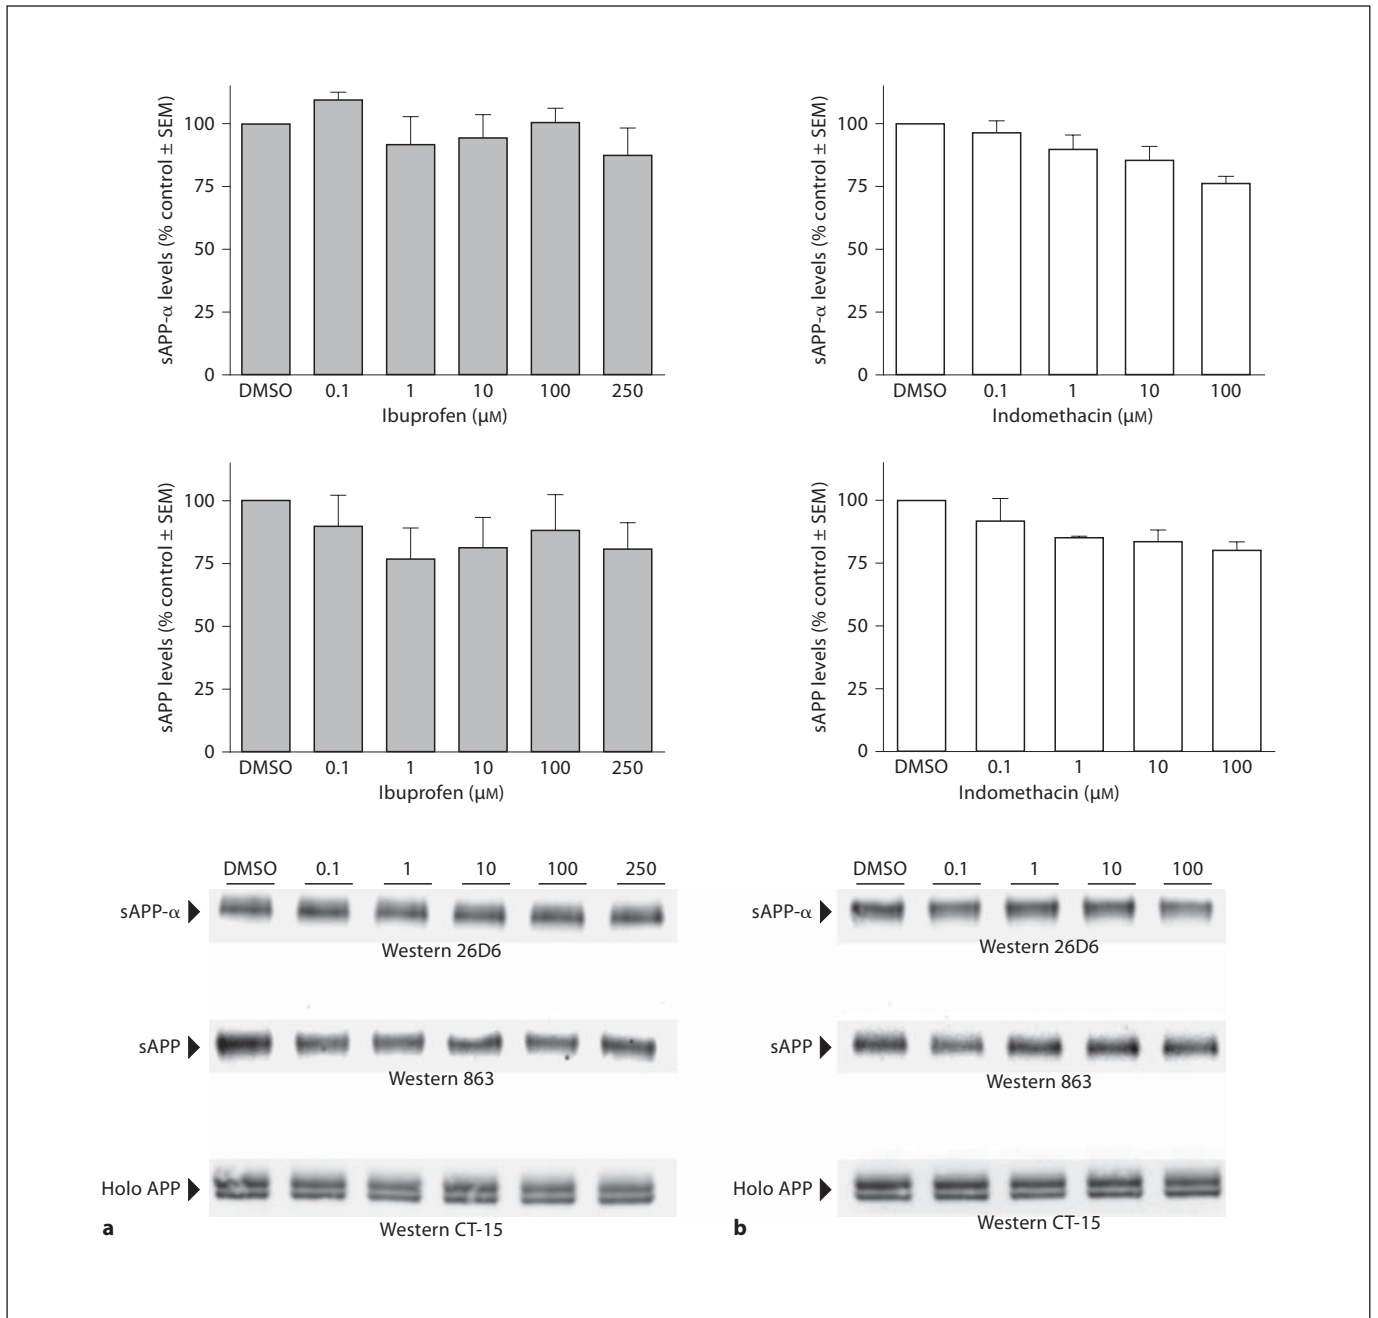 sAPP-α levels (% control ± SEM)
100
75
50
25
0
DMSO 0.1 1 10 100 250
Ibuprofen (µM)
sAPP-α levels (% control ± SEM)
100
75
50
25
0
DMSO 0.1 1 10 100
Indomethacin (µM)
sAPP levels (% control ± SEM)
100
75
50
25
0
DMSO 0.1 1 10 100 250
Ibuprofen (µM)
sAPP levels (% control ± SEM)
100
75
50
25
0
DMSO 0.1 1 10 100
Indomethacin (µM)
DMSO 0.1 1 10 100 250
sAPP-α
Western 26D6
sAPP
Western 863
Holo APP
Western CT-15
a
DMSO 0.1 1 10 100
sAPP-α
Western 26D6
sAPP
Western 863
Holo APP
Western CT-15
b